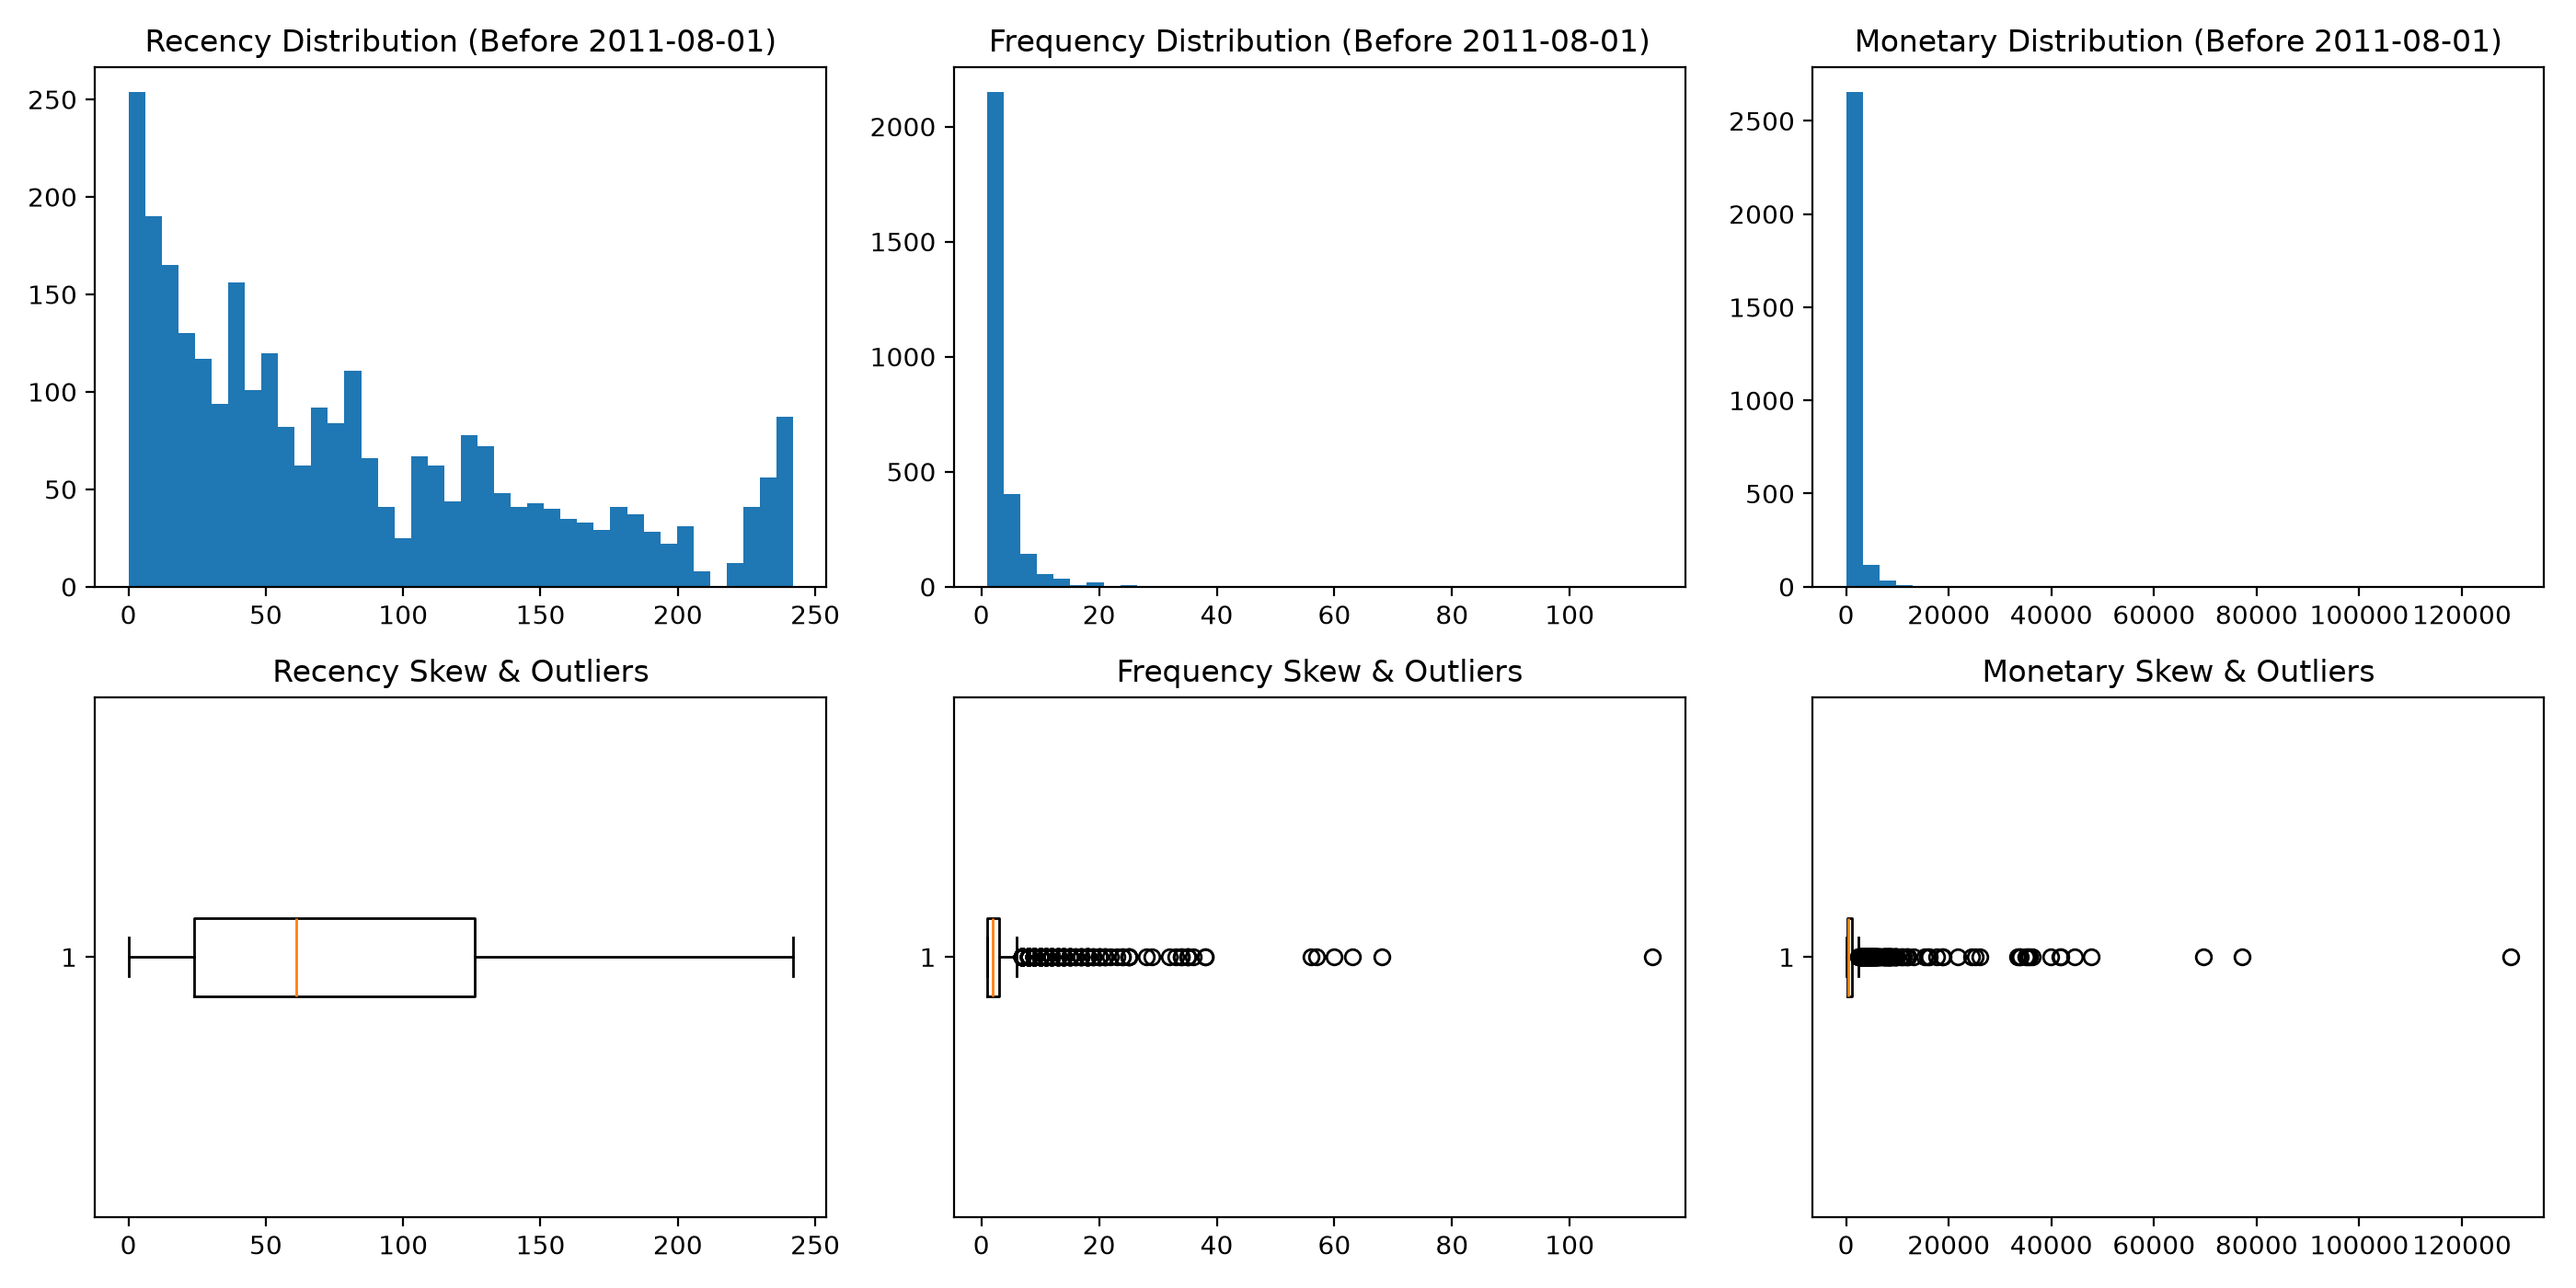 Recency Distribution (Before 2011-08-01)
250
200
150
100
50
0
0 50 100 150 200 250
Frequency Distribution (Before 2011-08-01)
2000
1500
1000
500
0
0 20 40 60 80 100
Monetary Distribution (Before 2011-08-01)
2500
2000
1500
1000
500
0
0 20000 40000 60000 80000 100000 120000
Recency Skew & Outliers
1
0 50 100 150 200 250
Frequency Skew & Outliers
1
0 20 40 60 80 100
Monetary Skew & Outliers
1
0 20000 40000 60000 80000 100000 120000